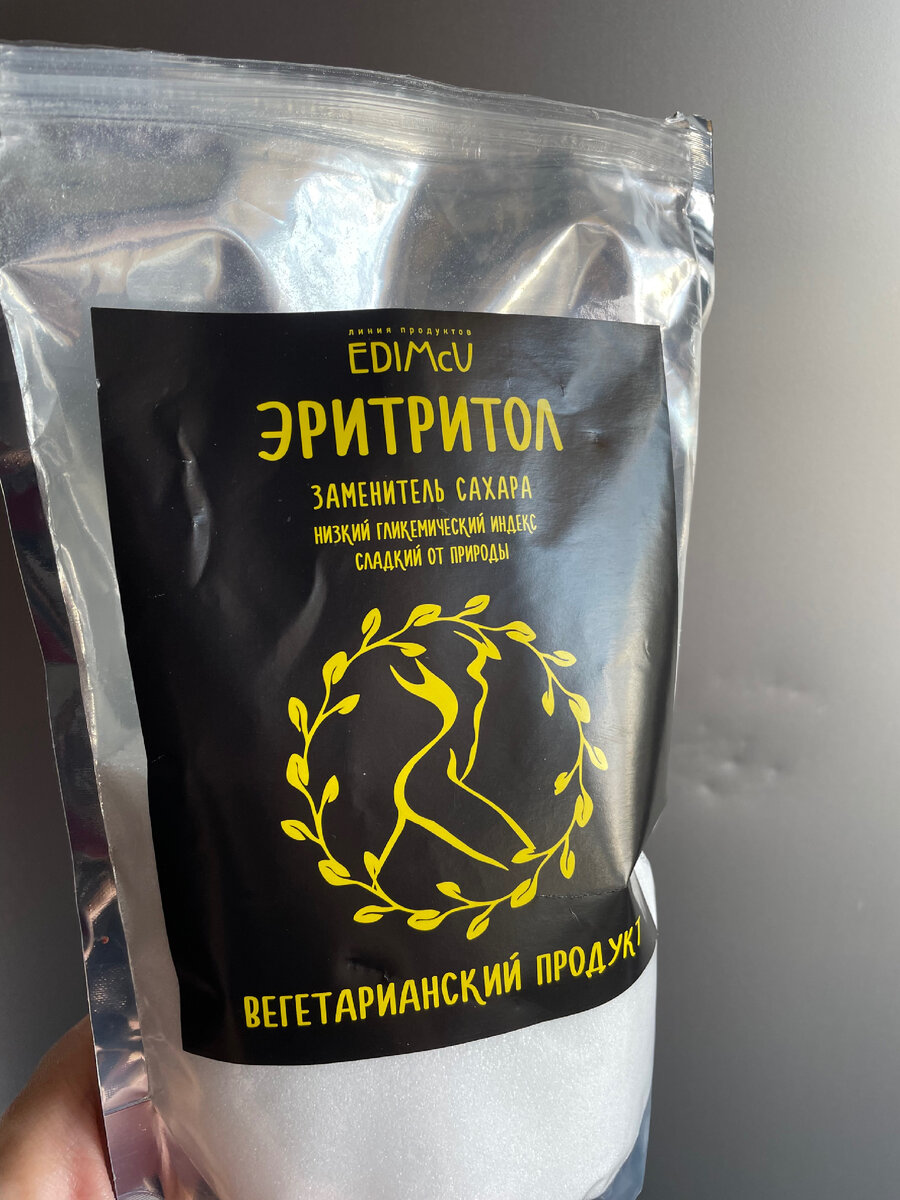 линия продуктов
EDIMcU
ЭРИТРИТОЛ
ЗАМЕНИТЕЛЬ САХАРА
НИЗКИЙ ГЛИКЕМИЧЕСКИЙ ИНДЕКС
СЛАДКИЙ ОТ ПРИРОДЫ
ВЕГЕТАРИАНСКИЙ ПРОДУКТ